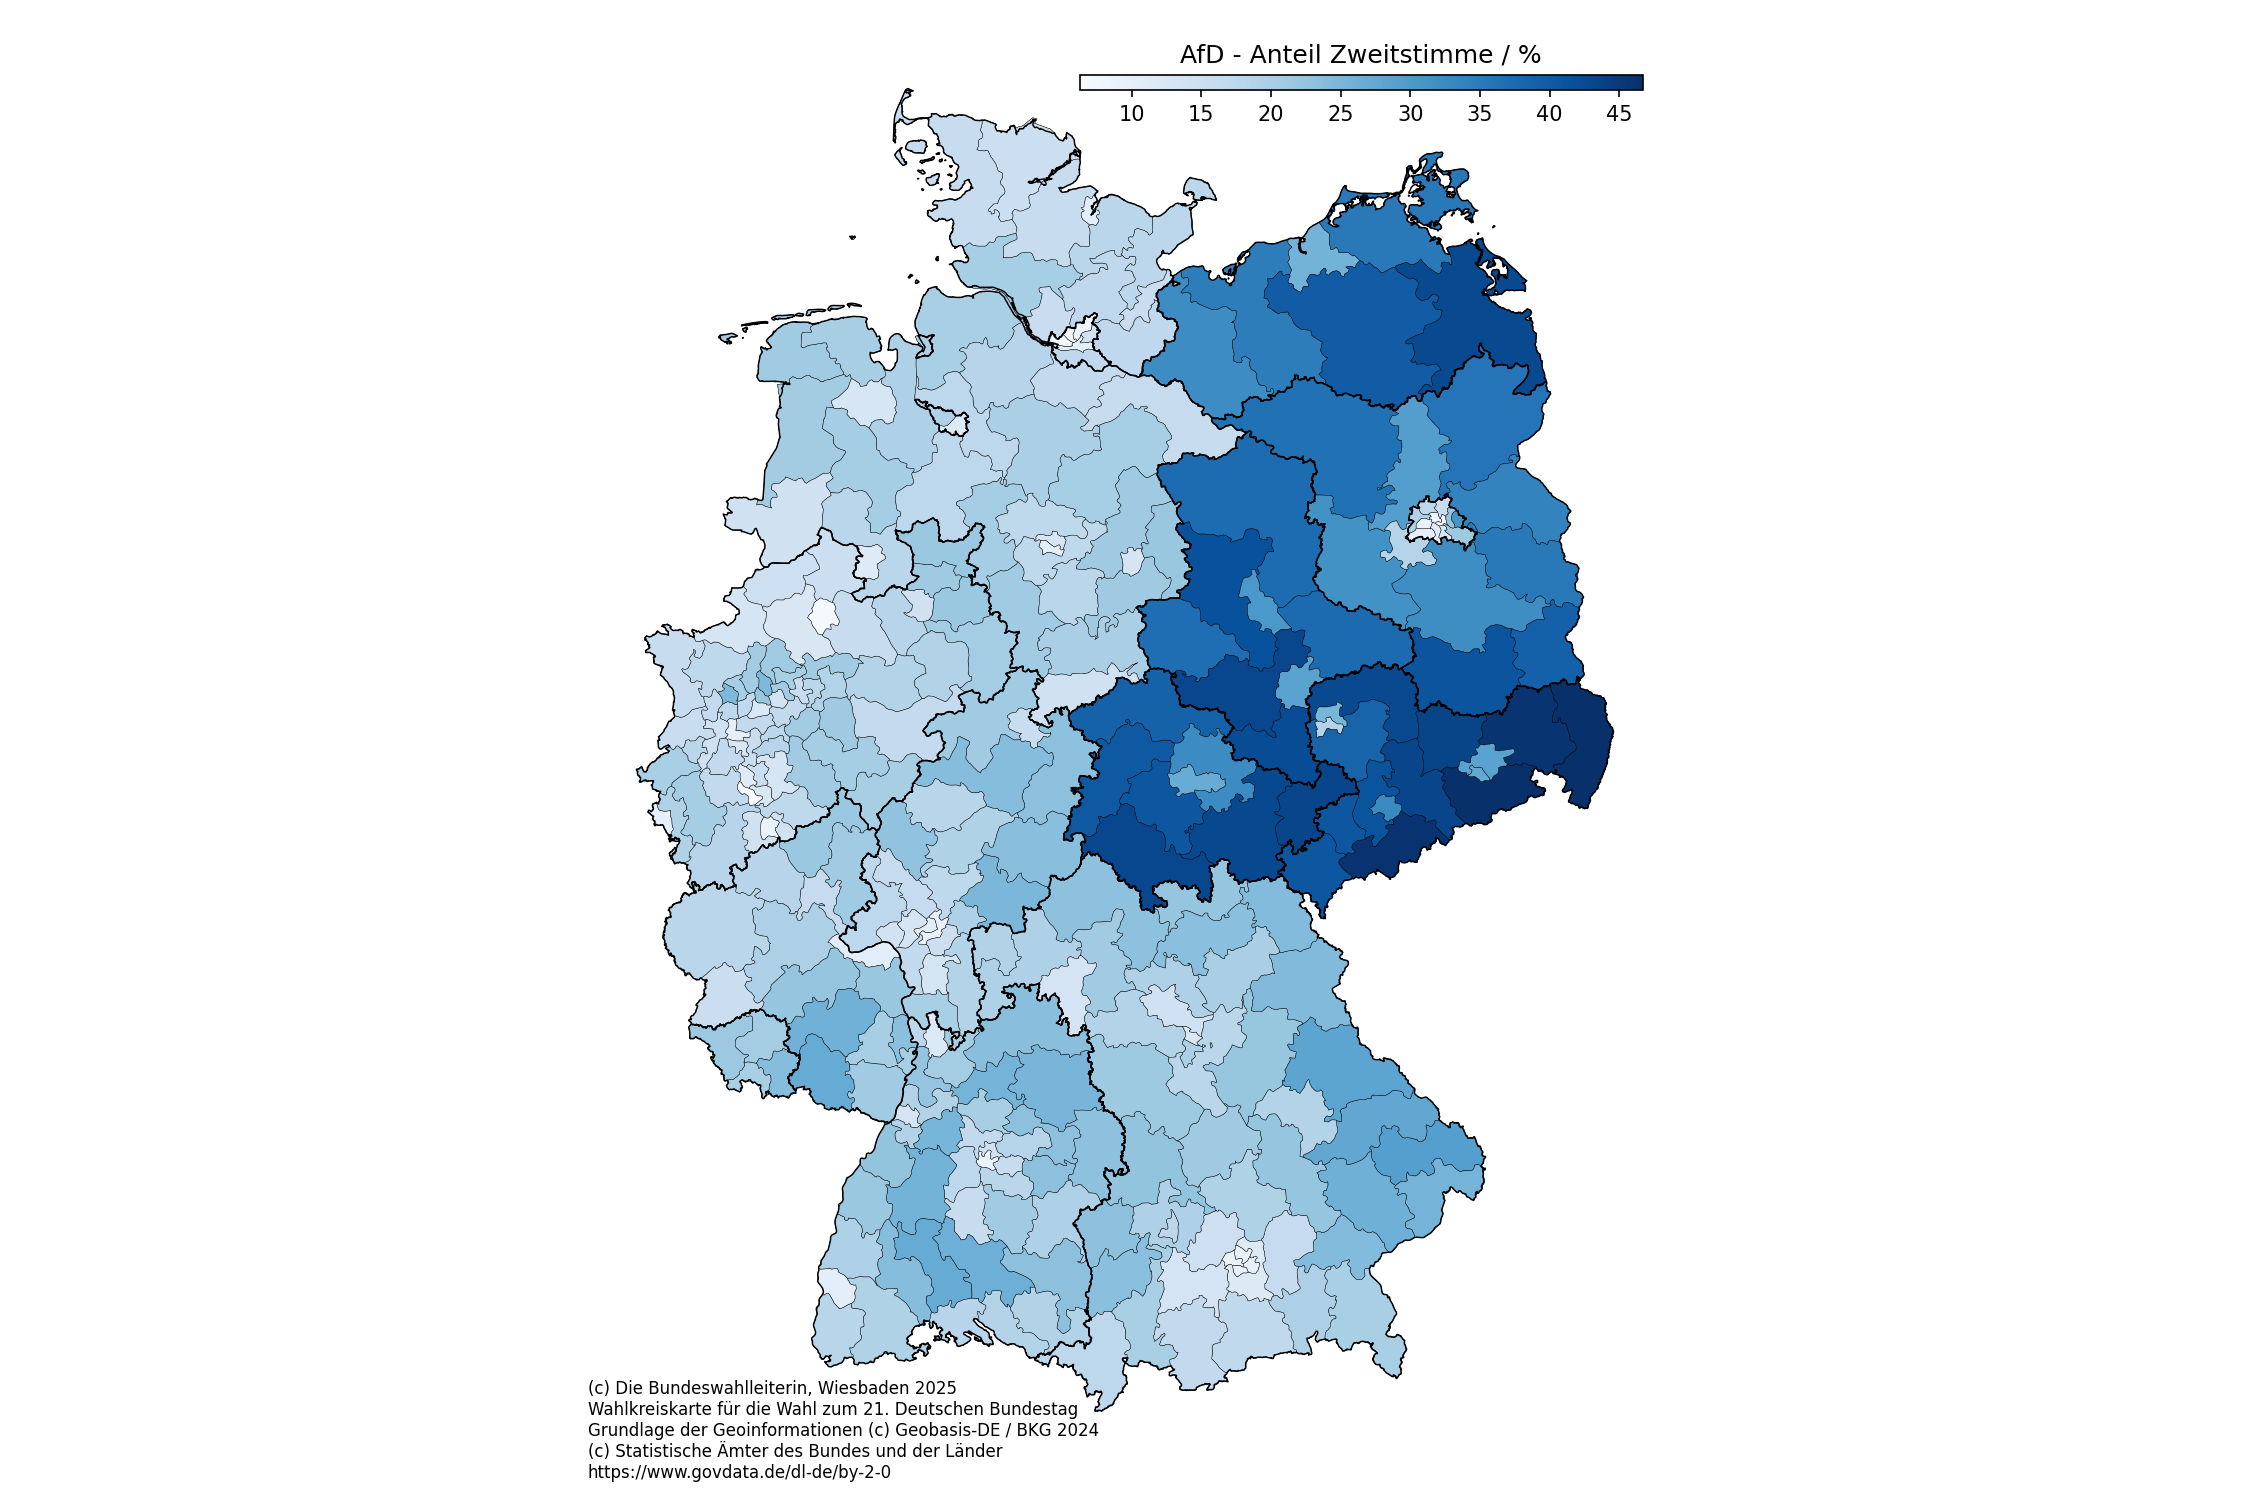 AfD - Anteil Zweitstimme / %
10 15 20 25 30 35 40 45
(c) Die Bundeswahlleiterin, Wiesbaden 2025
Wahlkreiskarte für die Wahl zum 21. Deutschen Bundestag
Grundlage der Geoinformationen (c) Geobasis-DE / BKG 2024
(c) Statistische Ämter des Bundes und der Länder
https://www.govdata.de/dl-de/by-2-0